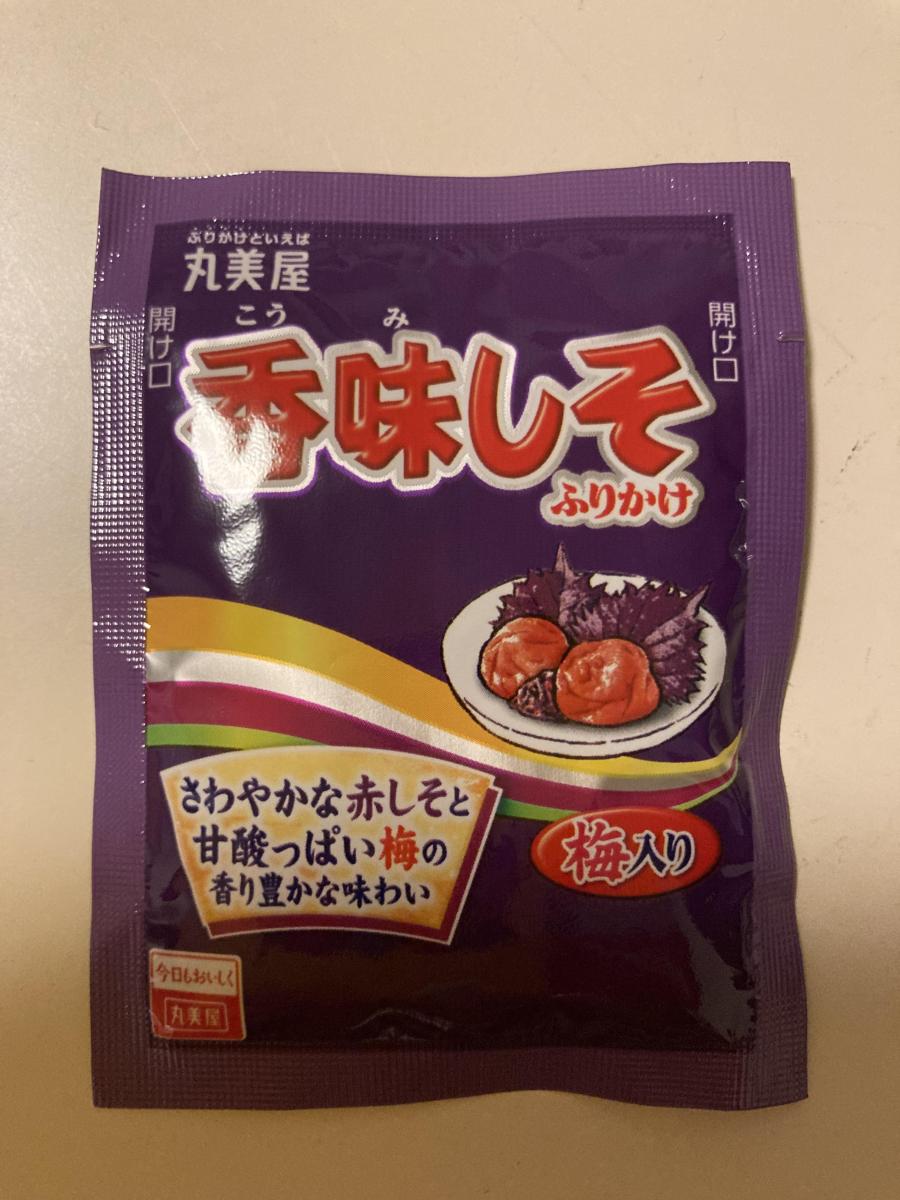 ふりかけといえば
丸美屋
開け口
開け口
こう み
香味しそ
ふりかけ
さわやかな赤しそと
甘酸っぱい梅の
香り豊かな味わい
梅入り
今日もおいしく
丸美屋